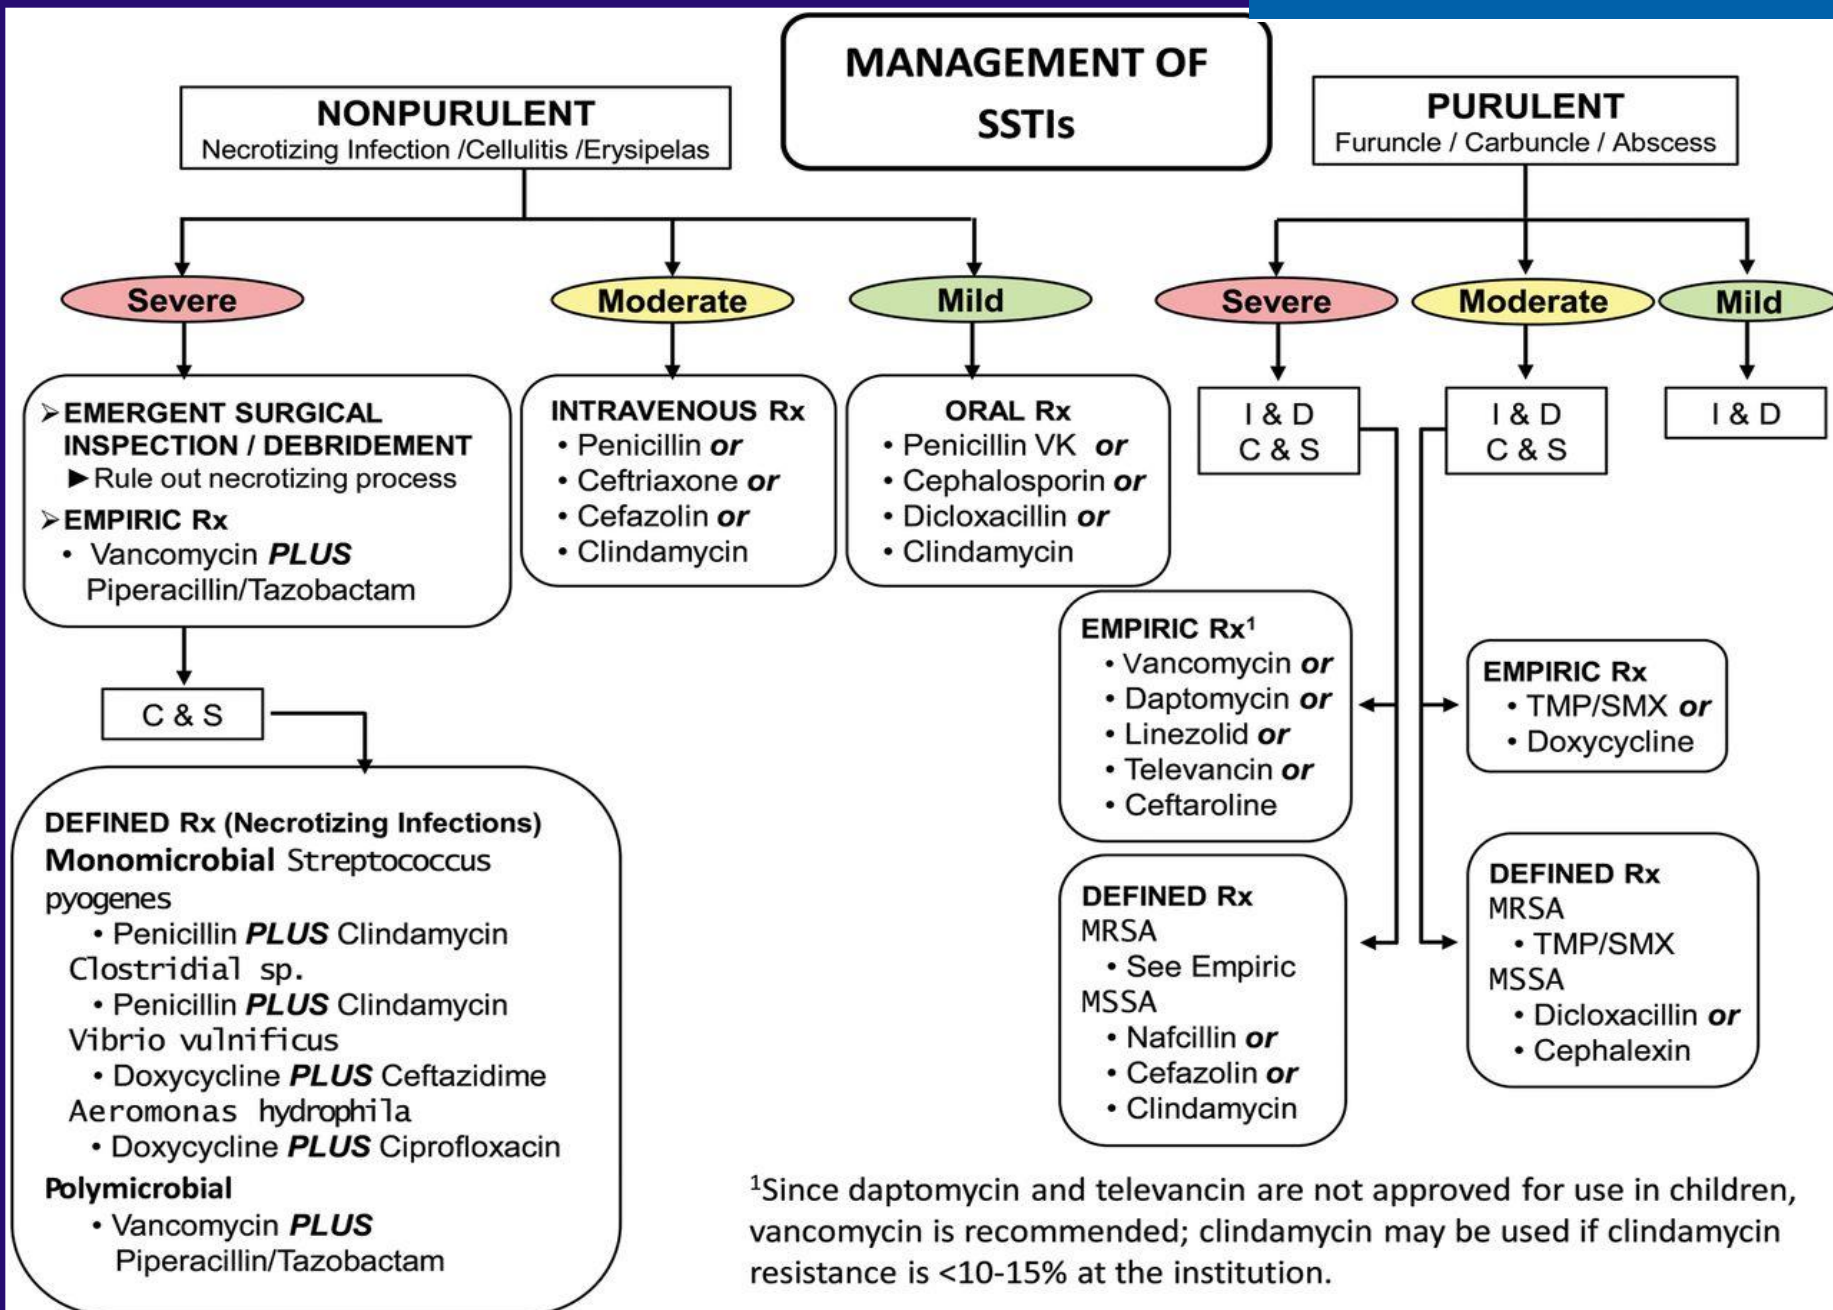 MANAGEMENT OF
SSTIs
NONPURULENT
Necrotizing Infection /Cellulitis /Erysipelas
Severe
Moderate
Mild
➢EMERGENT SURGICAL
INSPECTION / DEBRIDEMENT
►Rule out necrotizing process
➢EMPIRIC Rx
• Vancomycin PLUS
Piperacillin/Tazobactam
C & S
DEFINED Rx (Necrotizing Infections)
Monomicrobial Streptococcus
pyogenes
• Penicillin PLUS Clindamycin
Clostridial sp.
• Penicillin PLUS Clindamycin
Vibrio vulnificus
• Doxycycline PLUS Ceftazidime
Aeromonas hydrophila
• Doxycycline PLUS Ciprofloxacin
Polymicrobial
• Vancomycin PLUS
Piperacillin/Tazobactam
INTRAVENOUS Rx
• Penicillin or
• Ceftriaxone or
• Cefazolin or
• Clindamycin
ORAL Rx
• Penicillin VK or
• Cephalosporin or
• Dicloxacillin or
• Clindamycin
PURULENT
Furuncle / Carbuncle / Abscess
Severe
Moderate
Mild
I & D
C & S
I & D
C & S
I & D
EMPIRIC Rx¹
• Vancomycin or
• Daptomycin or
• Linezolid or
• Televancin or
• Ceftaroline
DEFINED Rx
MRSA
• See Empiric
MSSA
• Nafcillin or
• Cefazolin or
• Clindamycin
EMPIRIC Rx
• TMP/SMX or
• Doxycycline
DEFINED Rx
MRSA
• TMP/SMX
MSSA
• Dicloxacillin or
• Cephalexin
¹Since daptomycin and televancin are not approved for use in children,
vancomycin is recommended; clindamycin may be used if clindamycin
resistance is <10-15% at the institution.